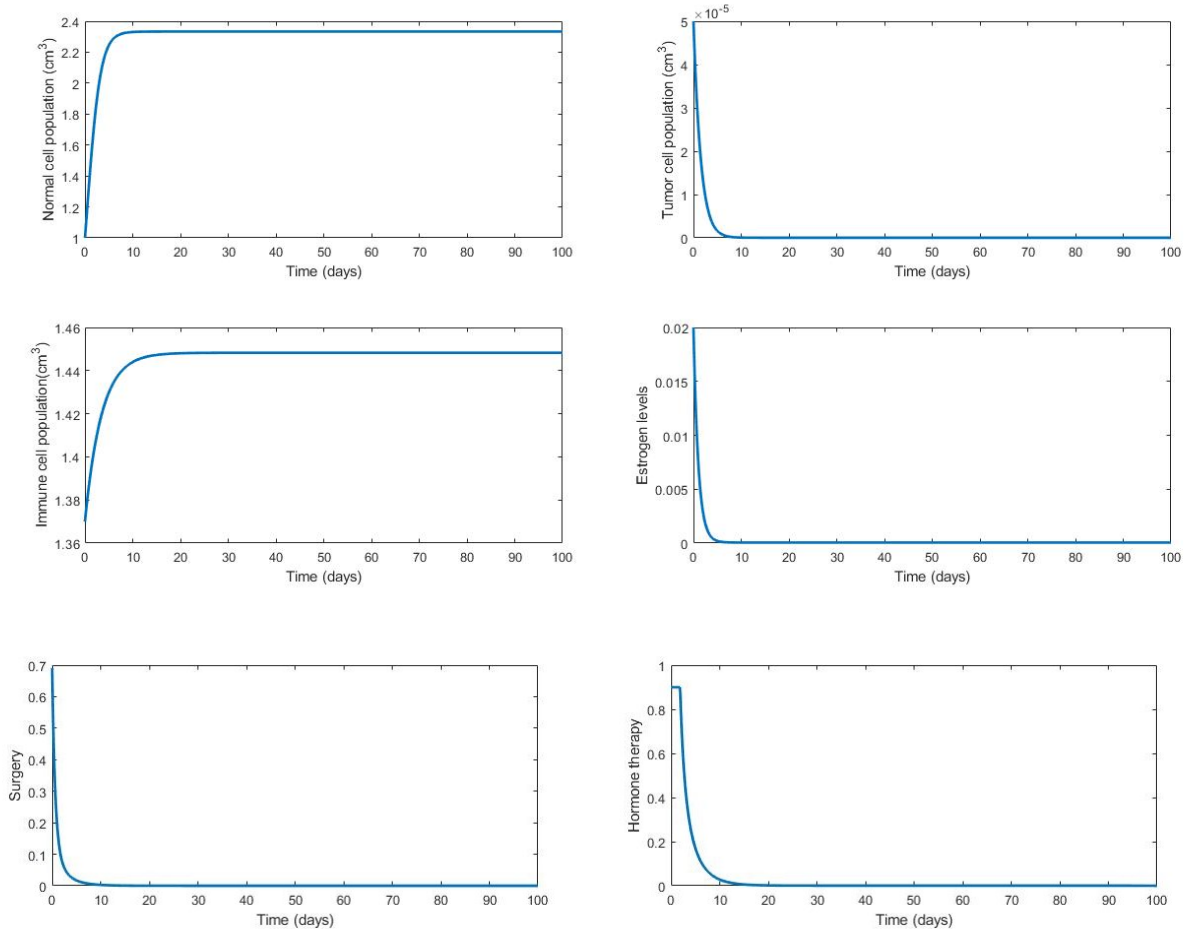 2.4
2.2
2
1.8
1.6
1.4
1.2
1
Normal cell population (cm³)
0 10 20 30 40 50 60 70 80 90 100
Time (days)
×10⁻⁵
5
4
3
2
1
0
Tumor cell population (cm³)
0 10 20 30 40 50 60 70 80 90 100
Time (days)
1.46
1.44
1.42
1.4
1.38
1.36
Immune cell population(cm³)
0 10 20 30 40 50 60 70 80 90 100
Time (days)
0.02
0.015
0.01
0.005
0
Estrogen levels
0 10 20 30 40 50 60 70 80 90 100
Time (days)
0.7
0.6
0.5
0.4
0.3
0.2
0.1
0
Surgery
0 10 20 30 40 50 60 70 80 90 100
Time (days)
1
0.8
0.6
0.4
0.2
0
Hormone therapy
0 10 20 30 40 50 60 70 80 90 100
Time (days)